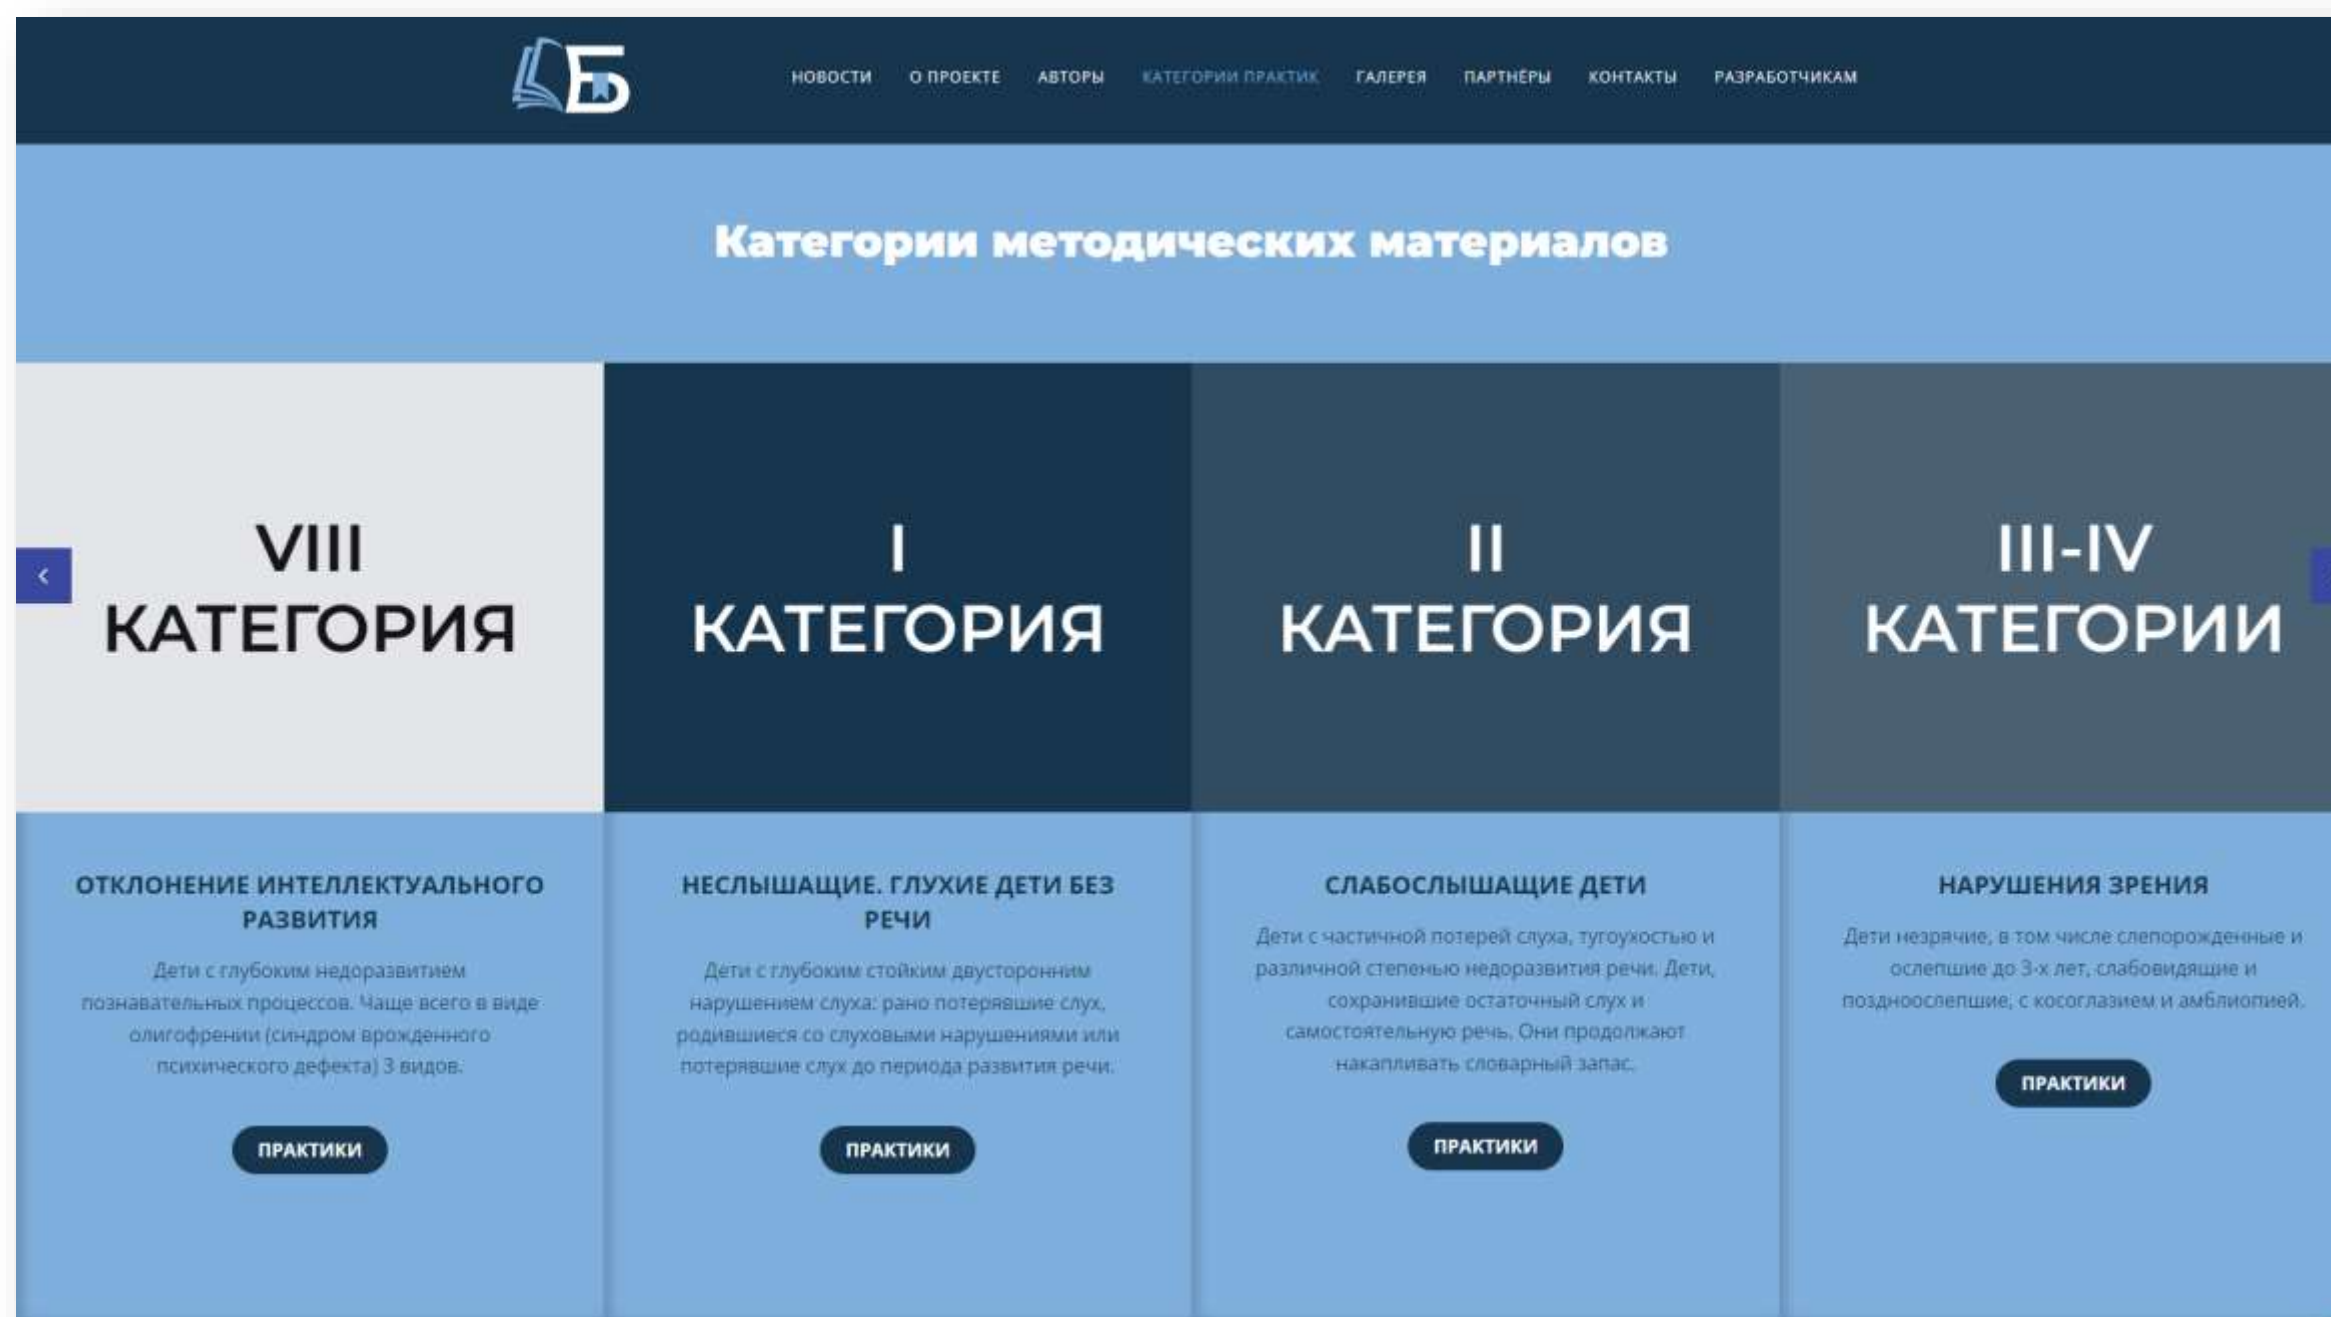 Б
НОВОСТИ О ПРОЕКТЕ АВТОРЫ КАТЕГОРИИ ПРАКТИК ГАЛЕРЕЯ ПАРТНЁРЫ КОНТАКТЫ РАЗРАБОТЧИКАМ
Категории методических материалов
VIII
КАТЕГОРИЯ
ОТКЛОНЕНИЕ ИНТЕЛЛЕКТУАЛЬНОГО
РАЗВИТИЯ
Дети с глубоким недоразвитием
познавательных процессов. Чаще всего в виде
олигофрении (синдром врожденного
психического дефекта) 3 видов.
ПРАКТИКИ
I
КАТЕГОРИЯ
НЕСЛЫШАЩИЕ. ГЛУХИЕ ДЕТИ БЕЗ
РЕЧИ
Дети с глубоким стойким двусторонним
нарушением слуха: рано потерявшие слух,
родившиеся со слуховыми нарушениями или
потерявшие слух до периода развития речи.
ПРАКТИКИ
II
КАТЕГОРИЯ
СЛАБОСЛЫШАЩИЕ ДЕТИ
Дети с частичной потерей слуха, тугоухостью и
различной степенью недоразвития речи. Дети,
сохранившие остаточный слух и
самостоятельную речь. Они продолжают
накапливать словарный запас.
ПРАКТИКИ
III-IV
КАТЕГОРИИ
НАРУШЕНИЯ ЗРЕНИЯ
Дети незрячие, в том числе слепорожденные и
ослепшие до 3-х лет, слабовидящие и
поздноослепшие, с косоглазием и амблиопией.
ПРАКТИКИ